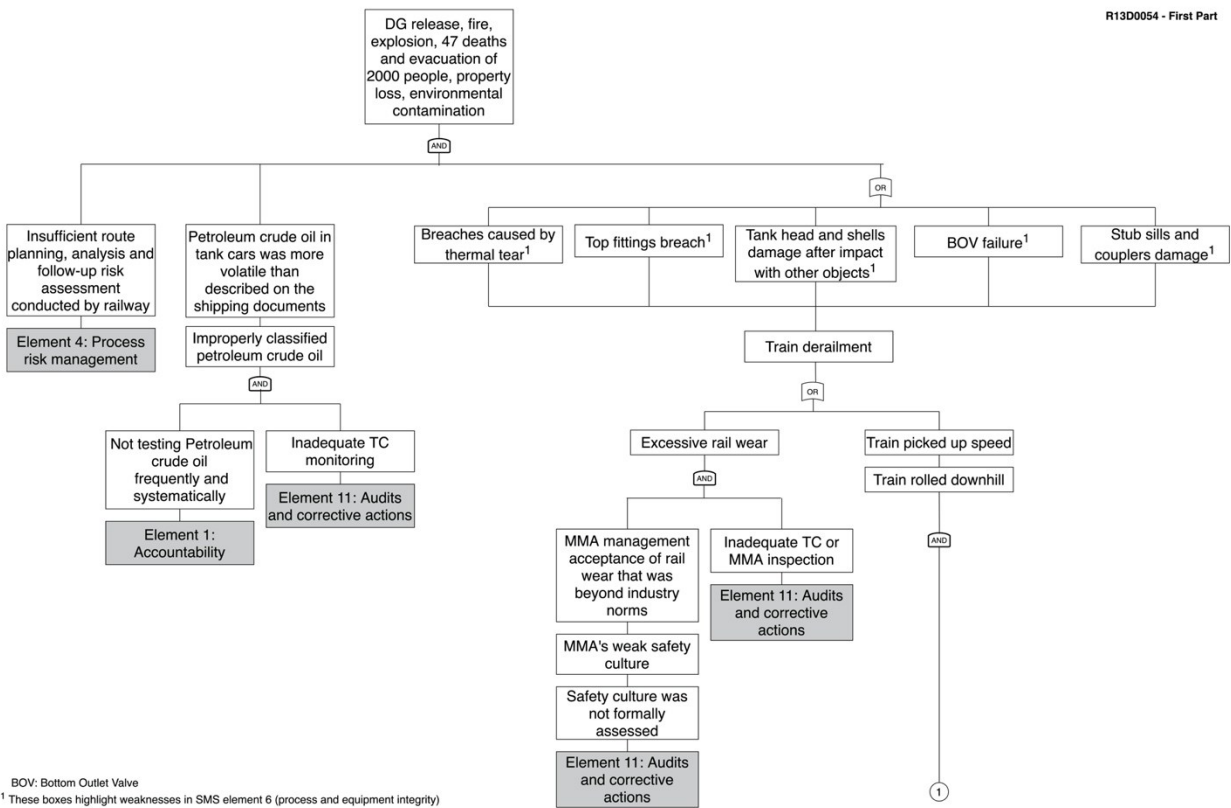 R13D0054 - First Part
DG release, fire,
explosion, 47 deaths
and evacuation of
2000 people, property
loss, environmental
contamination
AND
OR
Insufficient route
planning, analysis and
follow-up risk
assessment
conducted by railway
Element 4: Process
risk management
Petroleum crude oil in
tank cars was more
volatile than
described on the
shipping documents
Improperly classified
petroleum crude oil
AND
Not testing Petroleum
crude oil
frequently and
systematically
Element 1:
Accountability
Inadequate TC
monitoring
Element 11: Audits
and corrective actions
Breaches caused by
thermal tear1
Top fittings breach1
Tank head and shells
damage after impact
with other objects1
BOV failure1
Stub sills and
couplers damage1
Train derailment
OR
Excessive rail wear
AND
MMA management
acceptance of rail
wear that was
beyond industry
norms
MMA's weak safety
culture
Safety culture was
not formally
assessed
Element 11: Audits
and corrective
actions
Inadequate TC or
MMA inspection
Element 11: Audits
and corrective
actions
Train picked up speed
Train rolled downhill
AND
1
BOV: Bottom Outlet Valve
1 These boxes highlight weaknesses in SMS element 6 (process and equipment integrity)